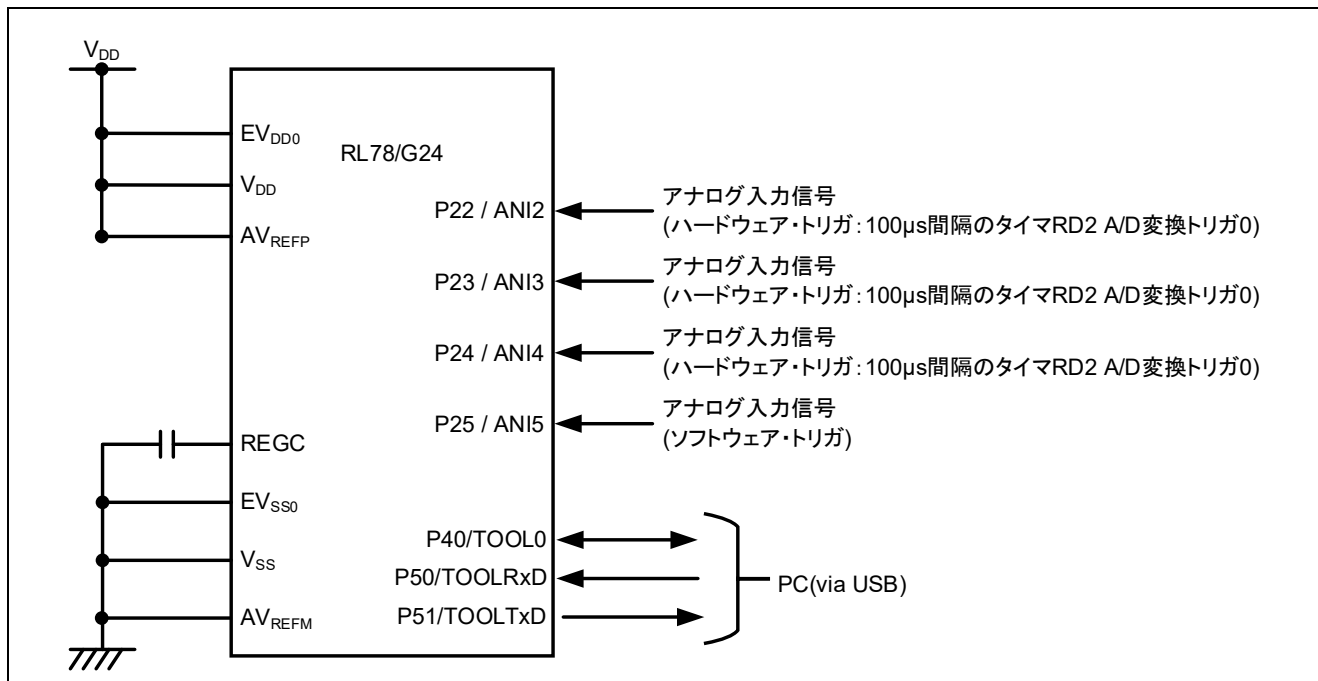 VDD
EVDD0
RL78/G24
VDD
AVREFP
P22 / ANI2
アナログ入力信号
(ハードウェア・トリガ：100µs間隔のタイマRD2 A/D変換トリガ0)
P23 / ANI3
アナログ入力信号
(ハードウェア・トリガ：100µs間隔のタイマRD2 A/D変換トリガ0)
P24 / ANI4
アナログ入力信号
(ハードウェア・トリガ：100µs間隔のタイマRD2 A/D変換トリガ0)
P25 / ANI5
アナログ入力信号
(ソフトウェア・トリガ)
REGC
EVSS0
VSS
AVREFM
P40/TOOL0
P50/TOOLRxD
P51/TOOLTxD
PC(via USB)